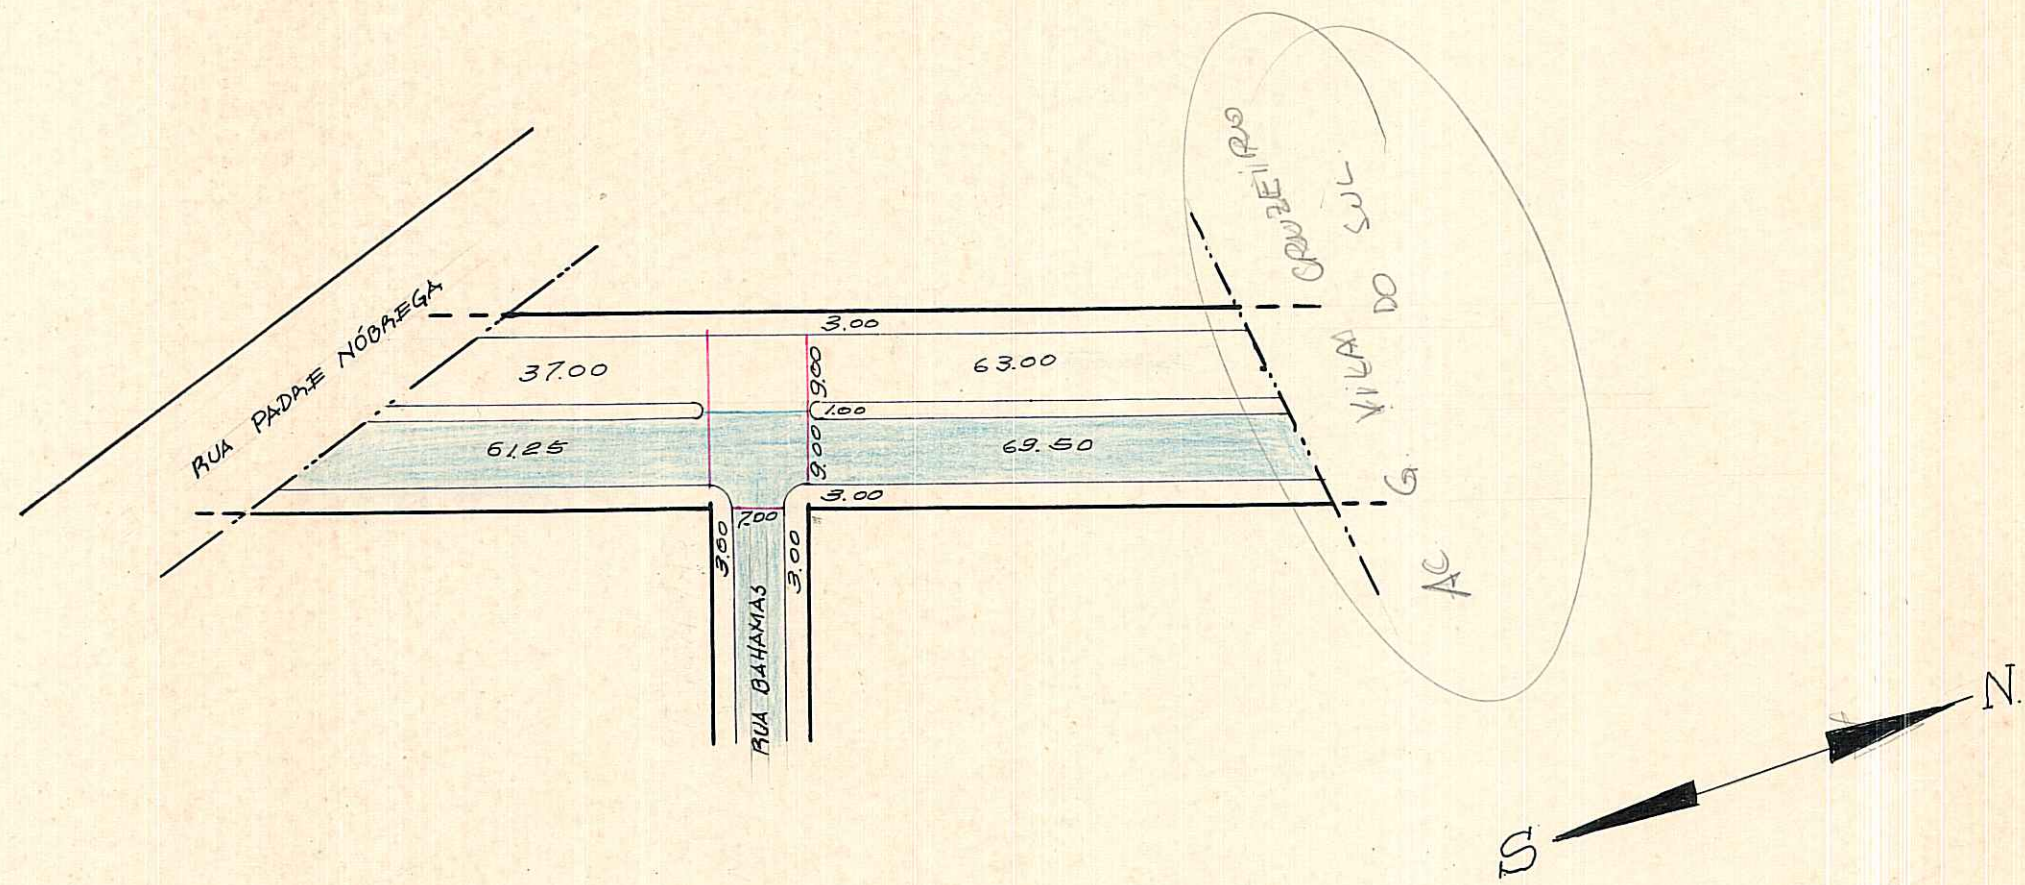 RUA PADRE NÓBREGA
3.00
37.00
9.00
63.00
1.00
61.25
9.00
69.50
3.00
7.00
3.00
3.00
RUA BAHAMAS
CRUZEIRO
DO SUL
VILA
G
AC
N.
S